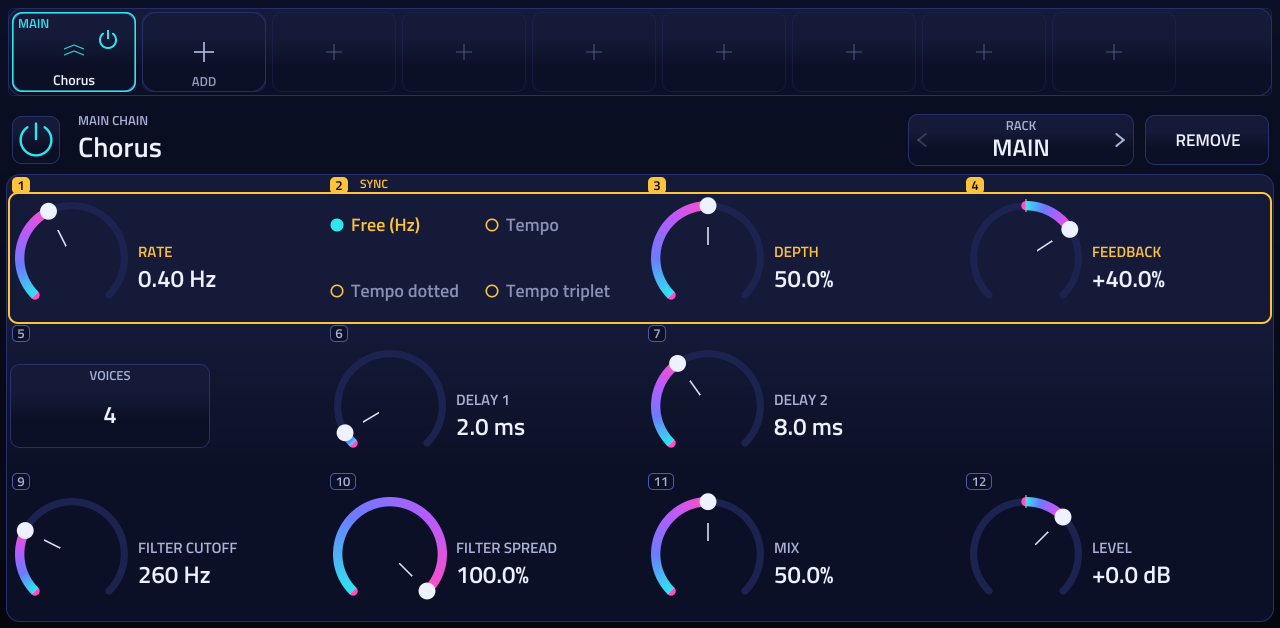 MAIN
Chorus
ADD
MAIN CHAIN
Chorus
RACK
MAIN
REMOVE
1
2 SYNC
3
4
RATE
0.40 Hz
Free (Hz)
Tempo
Tempo dotted
Tempo triplet
DEPTH
50.0%
FEEDBACK
+40.0%
5
6
7
VOICES
4
DELAY 1
2.0 ms
DELAY 2
8.0 ms
9
10
11
12
FILTER CUTOFF
260 Hz
FILTER SPREAD
100.0%
MIX
50.0%
LEVEL
+0.0 dB